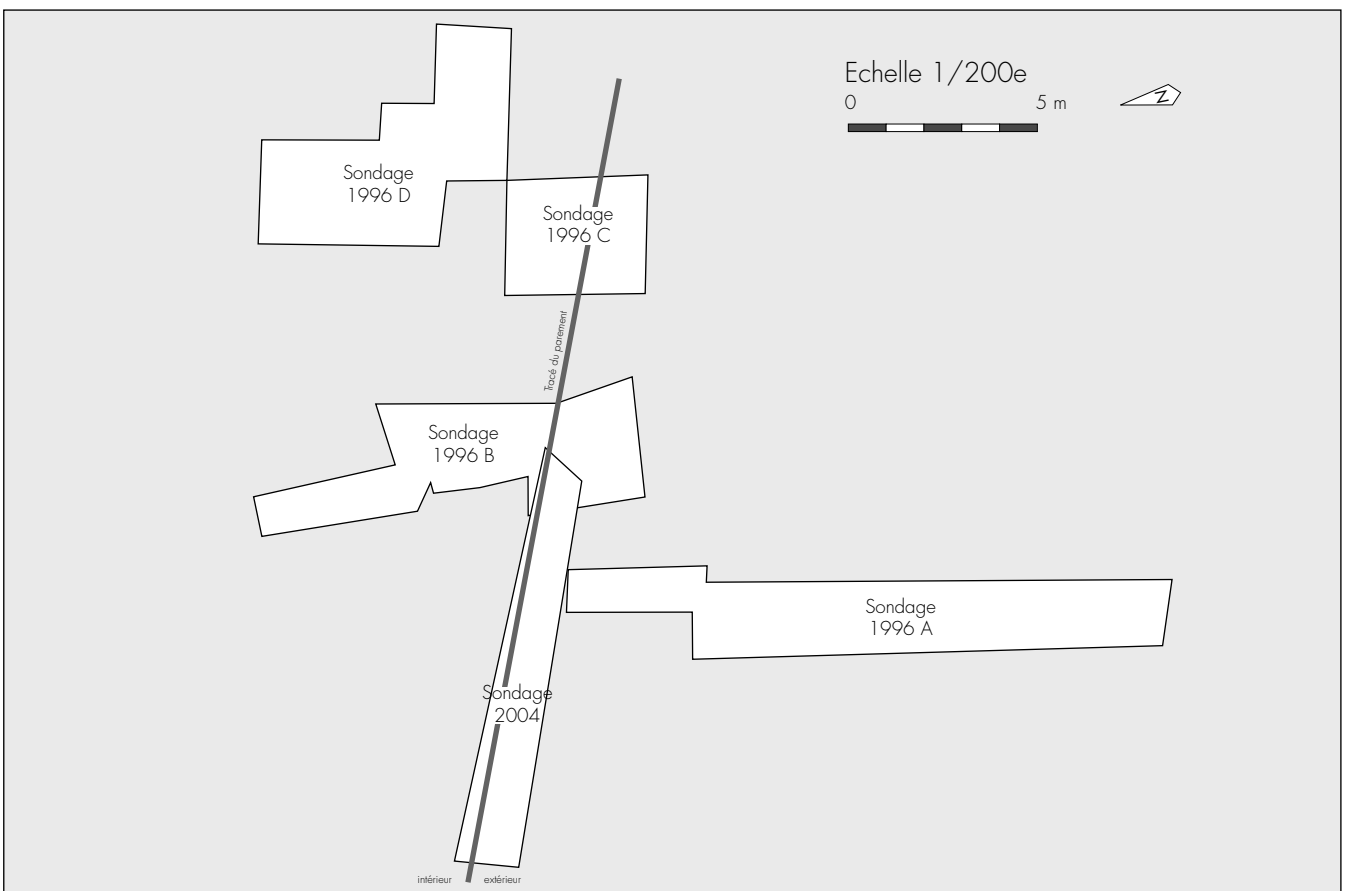 Echelle 1/200e
0 5 m
N
Sondage
1996 D
Sondage
1996 C
Tracé du parement
Sondage
1996 B
Sondage
1996 A
Sondage
2004
intérieur extérieur